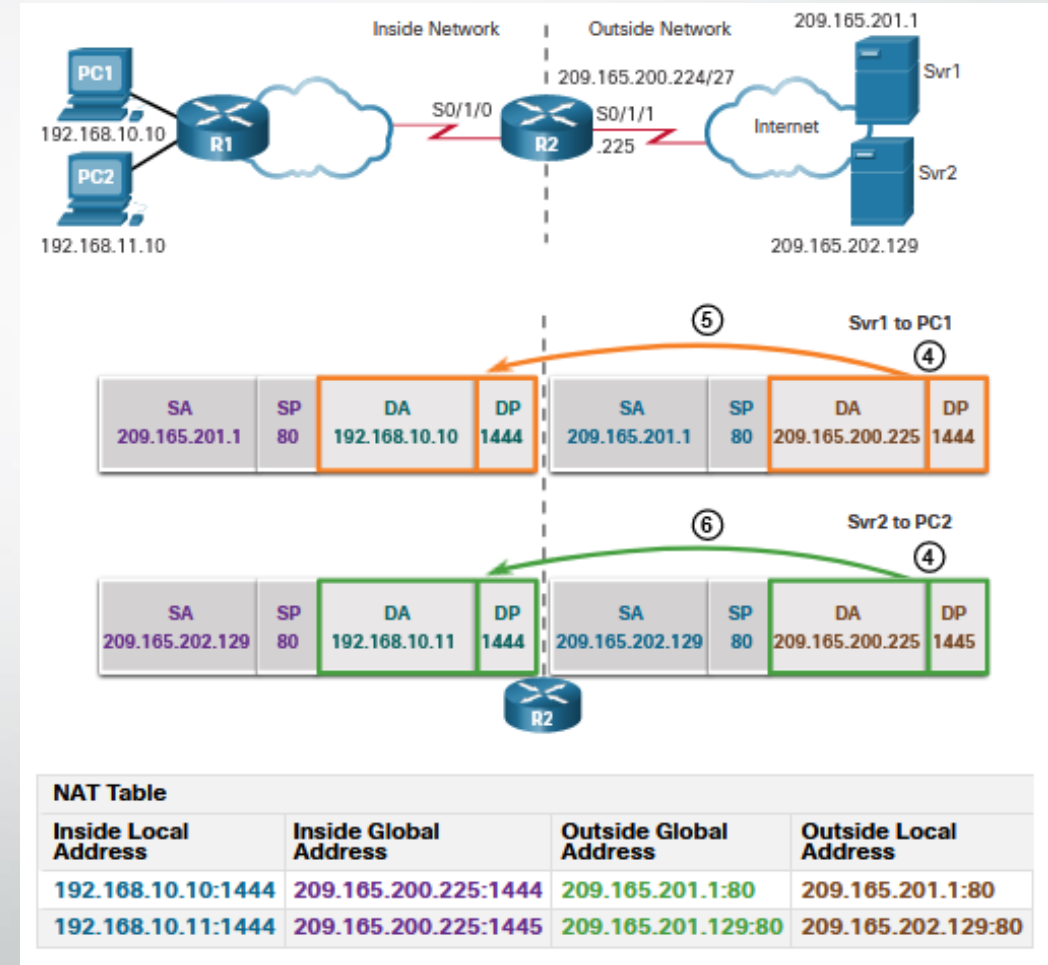 209.165.201.1
Inside Network
Outside Network
PC1
209.165.200.224/27
Svr1
S0/1/0
S0/1/1
192.168.10.10
R1
R2
.225
Internet
PC2
Svr2
192.168.11.10
209.165.202.129
5
Svr1 to PC1
4
SA SP DA DP SA SP DA DP
209.165.201.1 80 192.168.10.10 1444 209.165.201.1 80 209.165.200.225 1444
6
Svr2 to PC2
4
SA SP DA DP SA SP DA DP
209.165.202.129 80 192.168.10.11 1444 209.165.202.129 80 209.165.200.225 1445
R2
NAT Table
Inside Local Address Inside Global Address Outside Global Address Outside Local Address
192.168.10.10:1444 209.165.200.225:1444 209.165.201.1:80 209.165.201.1:80
192.168.10.11:1444 209.165.200.225:1445 209.165.201.129:80 209.165.202.129:80